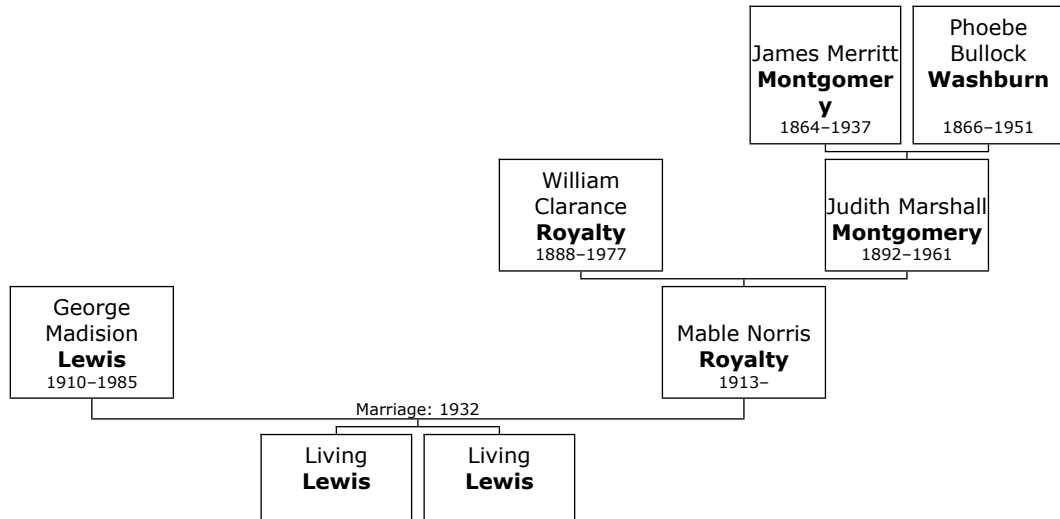 James Merritt
Montgomer
y
1864–1937
Phoebe
Bullock
Washburn
1866–1951
William
Clarance
Royalty
1888–1977
Judith Marshall
Montgomery
1892–1961
George
Madision
Lewis
1910–1985
Mable Norris
Royalty
1913–
Marriage: 1932
Living
Lewis
Living
Lewis